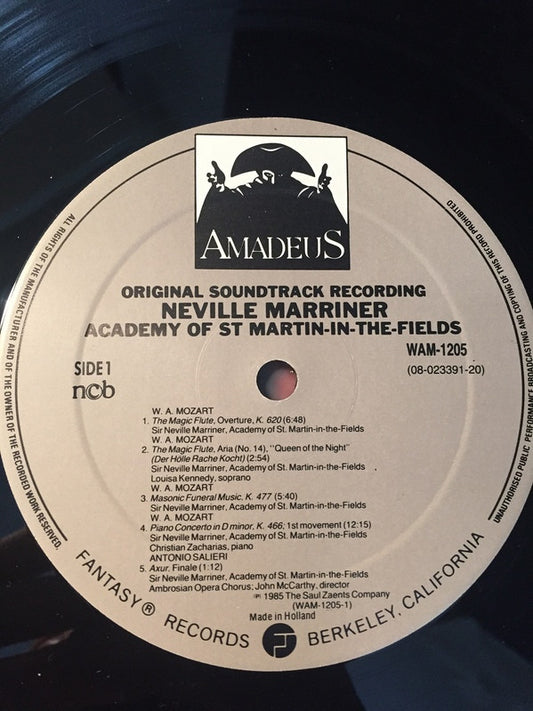 AMADEUS
ORIGINAL SOUNDTRACK RECORDING
NEVILLE MARRINER
ACADEMY OF ST MARTIN-IN-THE-FIELDS
SIDE 1
WAM-1205
ncb
(08-023391-20)
W. A. MOZART
1. The Magic Flute, Overture, K. 620 (6:48)
Sir Neville Marriner, Academy of St. Martin-in-the-Fields
W. A. MOZART
2. The Magic Flute, Aria (No. 14), "Queen of the Night"
(Der Hölle Rache Kocht) (2:54)
Sir Neville Marriner, Academy of St. Martin-in-the-Fields
Louisa Kennedy, soprano
W. A. MOZART
3. Masonic Funeral Music, K. 477 (5:40)
Sir Neville Marriner, Academy of St. Martin-in-the-Fields
W. A. MOZART
4. Piano Concerto in D minor, K. 466; 1st movement (12:15)
Sir Neville Marriner, Academy of St. Martin-in-the-Fields
Christian Zacharias, piano
ANTONIO SALIERI
5. Axur, Finale (1:12)
Sir Neville Marriner, Academy of St. Martin-in-the-Fields
Ambrosian Opera Chorus; John McCarthy, director
℗ 1985 The Saul Zaents Company
(WAM-1205-1)
Made in Holland
FANTASY® RECORDS BERKELEY, CALIFORNIA
ALL RIGHTS OF THE MANUFACTURER AND OF THE OWNER OF THE RECORDED WORK RESERVED.
UNAUTHORISED PUBLIC PERFORMANCE BROADCASTING AND COPYING OF THIS RECORD PROHIBITED